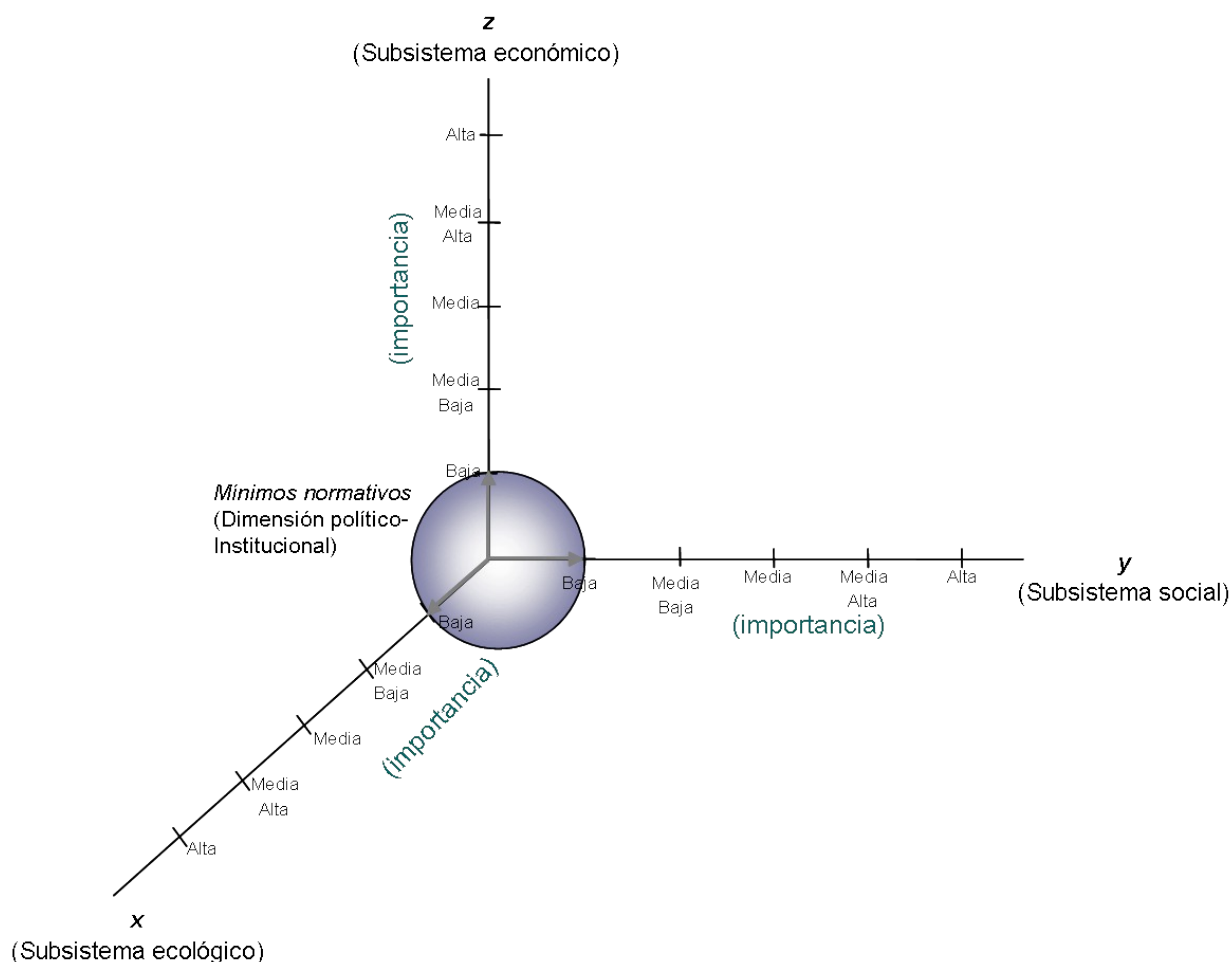 z
(Subsistema económico)
Alta
Media
Alta
(importancia)
Media
Media
Baja
Baja
Mínimos normativos
(Dimensión político-
Institucional)
Baja
Media
Baja
Media
Media
Alta
Alta
(importancia)
y
(Subsistema social)
Baja
Media
Baja
Media
Media
Alta
Alta
(importancia)
x
(Subsistema ecológico)